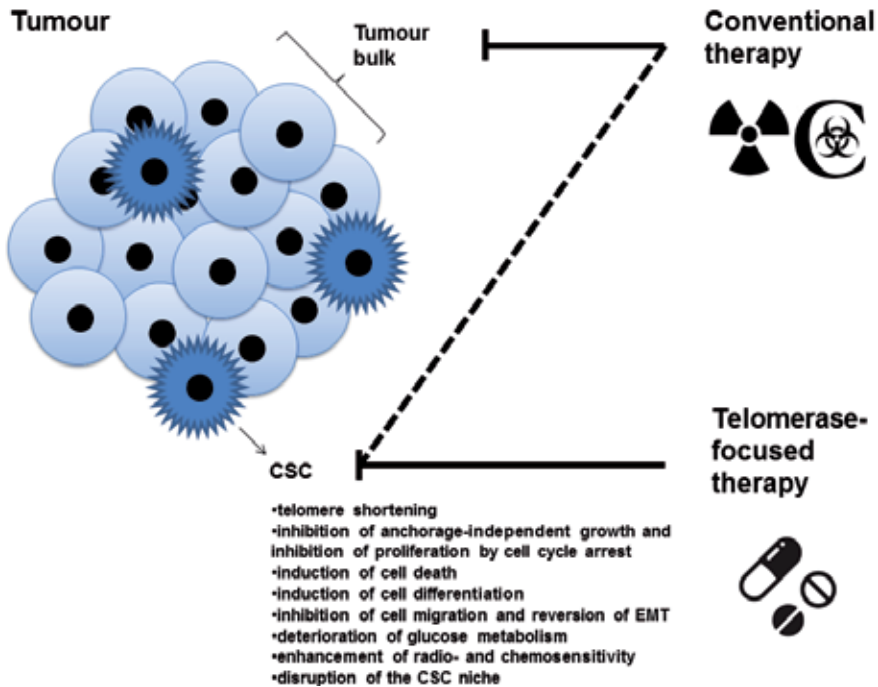 Tumour
Tumour
bulk
Conventional
therapy
C
Telomerase-
focused
therapy
CSC
•telomere shortening
•inhibition of anchorage-independent growth and
inhibition of proliferation by cell cycle arrest
•induction of cell death
•induction of cell differentiation
•inhibition of cell migration and reversion of EMT
•deterioration of glucose metabolism
•enhancement of radio- and chemosensitivity
•disruption of the CSC niche